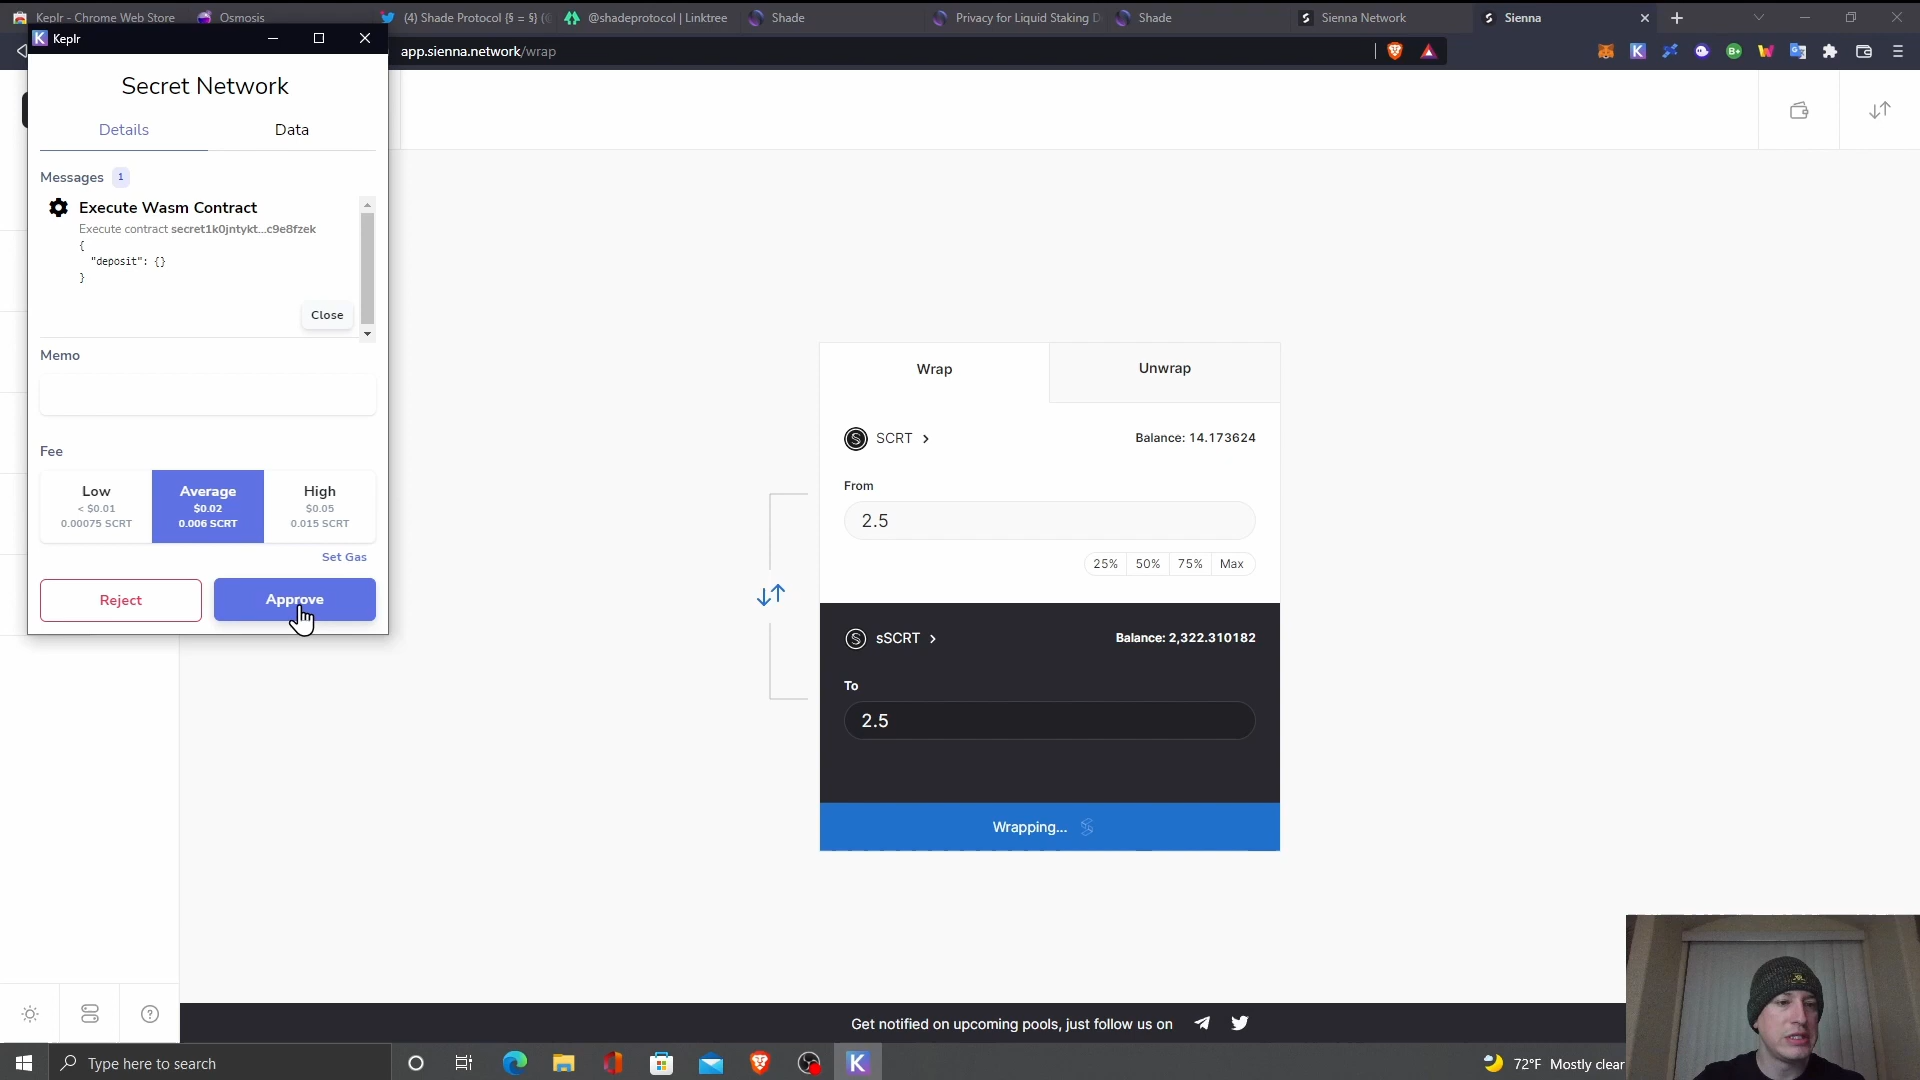 Keplr - Chrome Web Store
Osmosis
(4) Shade Protocol {§ = §} (
@shadeprotocol | Linktree
Shade
Privacy for Liquid Staking D
Shade
Sienna Network
Sienna
Keplr
app.sienna.network/wrap
Secret Network
Details
Data
Messages 1
Execute Wasm Contract
Execute contract secret1k0jntykt...c9e8fzek
{
"deposit": {}
}
Close
Memo
Fee
Low
< $0.01
0.00075 SCRT
Average
$0.02
0.006 SCRT
High
$0.05
0.015 SCRT
Set Gas
Reject
Approve
Wrap
Unwrap
SCRT
Balance: 14.173624
From
2.5
25% 50% 75% Max
sSCRT
Balance: 2,322.310182
To
2.5
Wrapping...
Get notified on upcoming pools, just follow us on
Type here to search
72°F Mostly clear